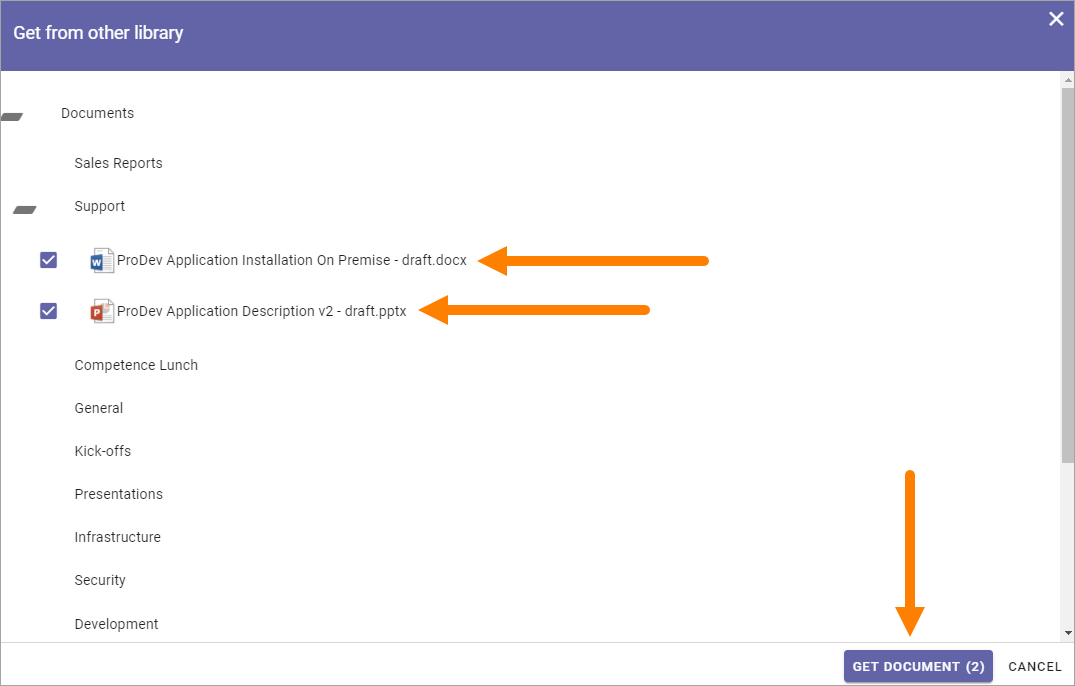 Get from other library
Documents
Sales Reports
Support
ProDev Application Installation On Premise - draft.docx
ProDev Application Description v2 - draft.pptx
Competence Lunch
General
Kick-offs
Presentations
Infrastructure
Security
Development
GET DOCUMENT (2) CANCEL